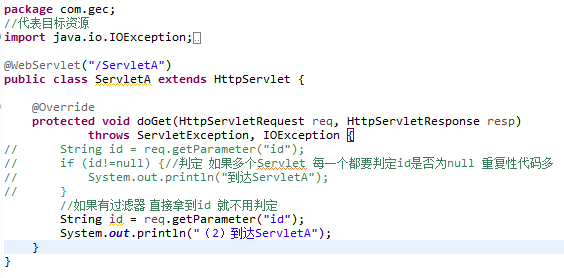 package com.gec;
//代表目标资源
import java.io.IOException;
@WebServlet("/ServletA")
public class ServletA extends HttpServlet {
@Override
protected void doGet(HttpServletRequest req, HttpServletResponse resp)
throws ServletException, IOException {
// String id = req.getParameter("id");
// if (id!=null) {//判定 如果多个Servlet 每一个都要判定id是否为null 重复性代码多
// System.out.println("到达ServletA");
// }
//如果有过滤器 直接拿到id 就不用判定
String id = req.getParameter("id");
System.out.println("（2）到达ServletA");
}
}